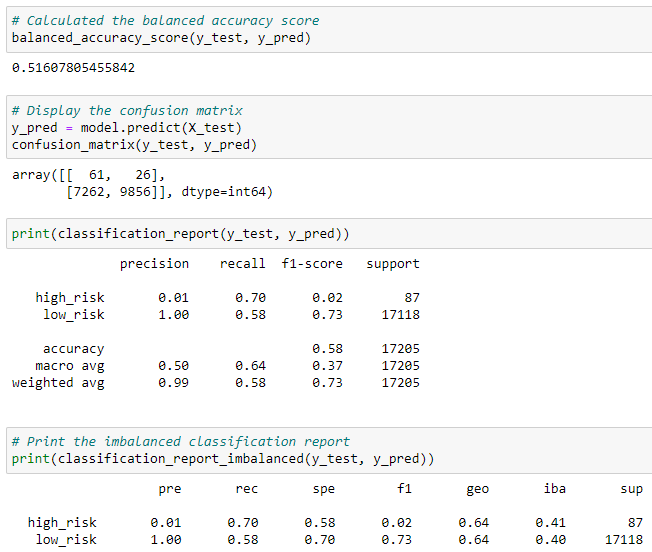 # Calculated the balanced accuracy score
balanced_accuracy_score(y_test, y_pred)
0.51607805455842
# Display the confusion matrix
y_pred = model.predict(X_test)
confusion_matrix(y_test, y_pred)
array([[  61,   26],
       [7262, 9856]], dtype=int64)
print(classification_report(y_test, y_pred))
              precision    recall  f1-score   support
   high_risk       0.01      0.70      0.02        87
    low_risk       1.00      0.58      0.73     17118
    accuracy                           0.58     17205
   macro avg       0.50      0.64      0.37     17205
weighted avg       0.99      0.58      0.73     17205
# Print the imbalanced classification report
print(classification_report_imbalanced(y_test, y_pred))
                   pre       rec       spe        f1       geo       iba       sup
  high_risk       0.01      0.70      0.58      0.02      0.64      0.41        87
   low_risk       1.00      0.58      0.70      0.73      0.64      0.40     17118